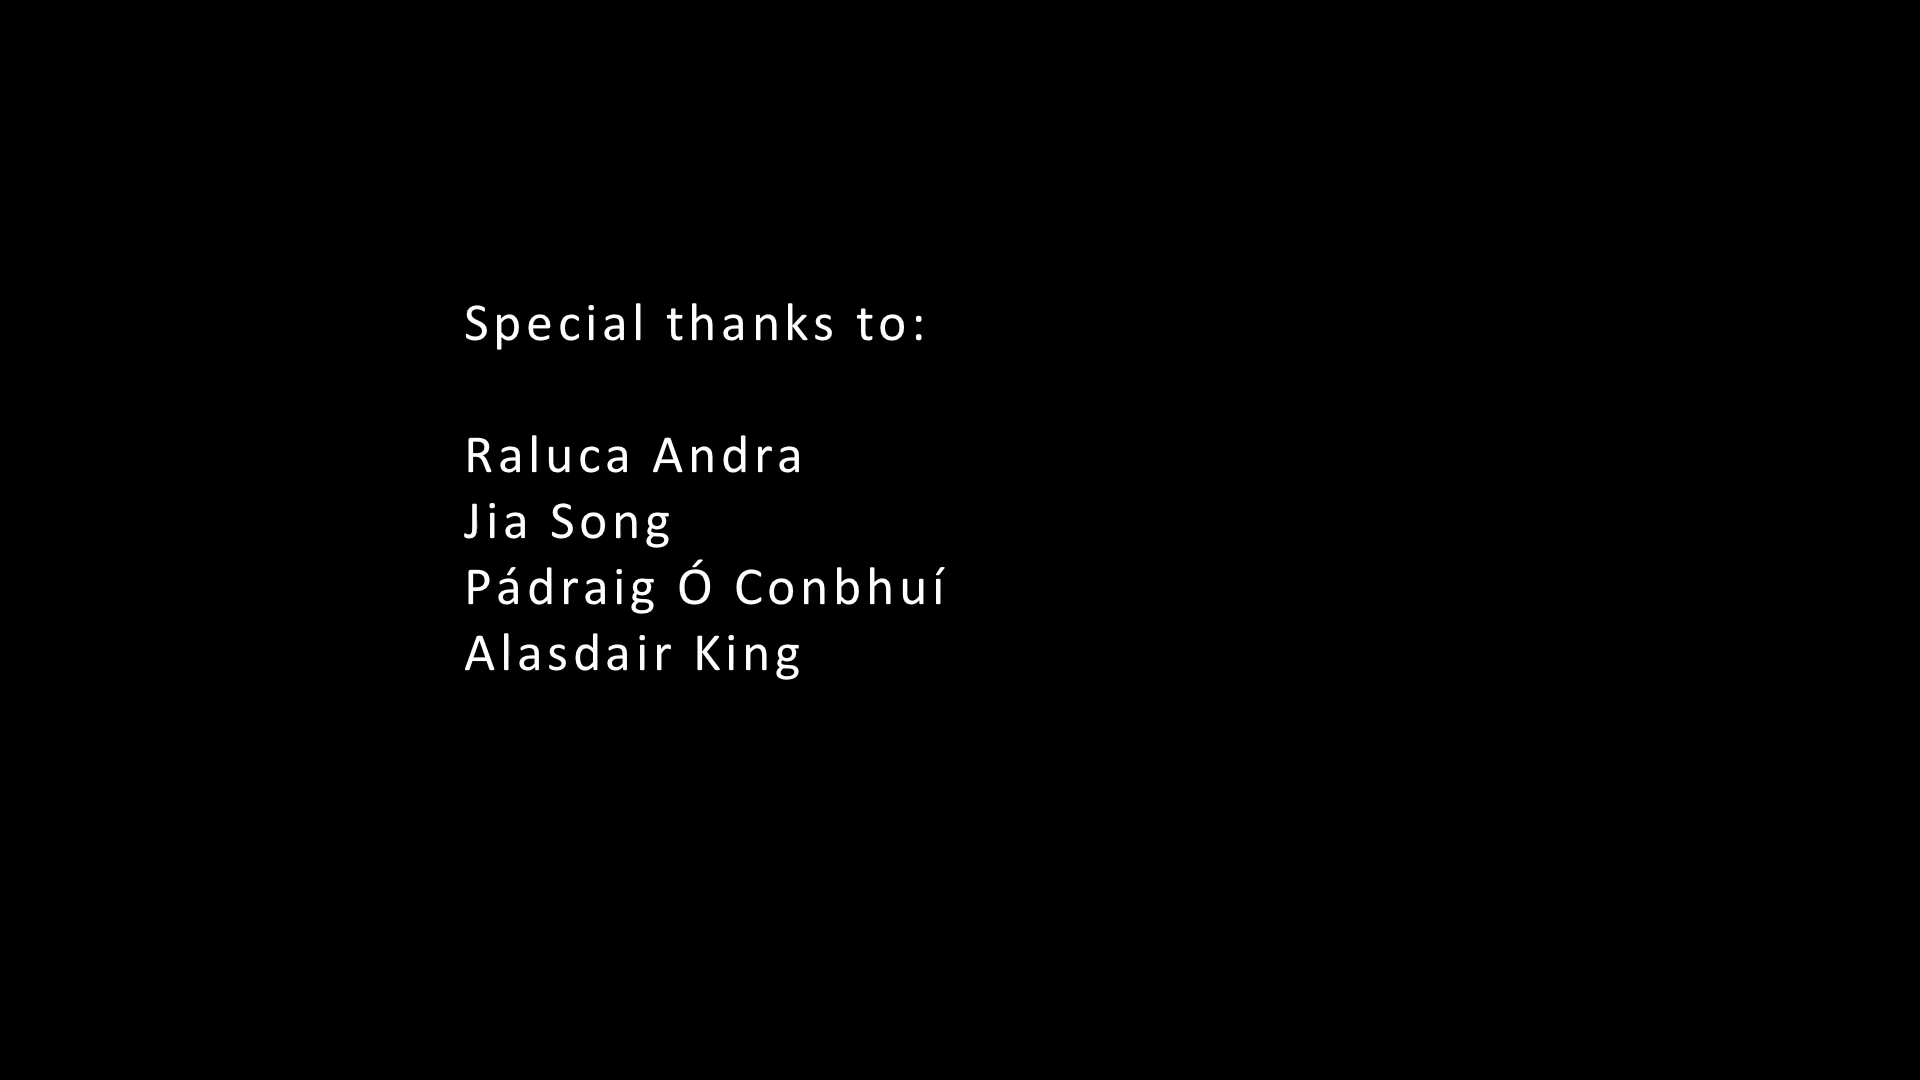 Special thanks to:
Raluca Andra
Jia Song
Pádraig Ó Conbhuí
Alasdair King